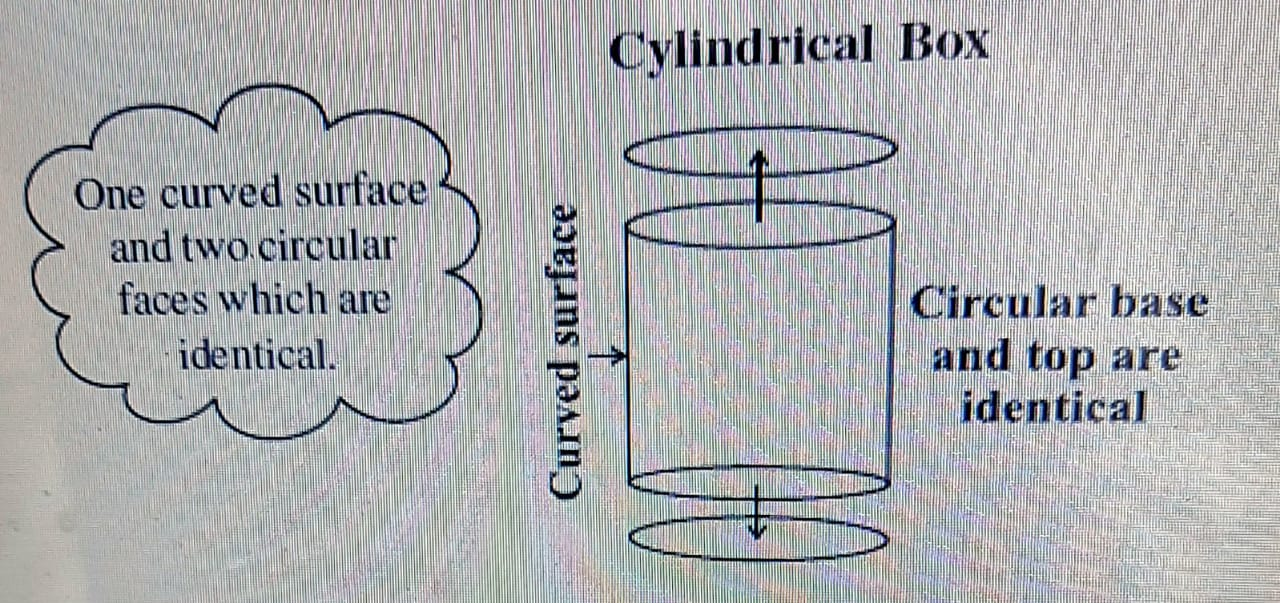 Cylindrical Box
One curved surface
and two circular
faces which are
identical.
Curved surface
Circular base
and top are
identical